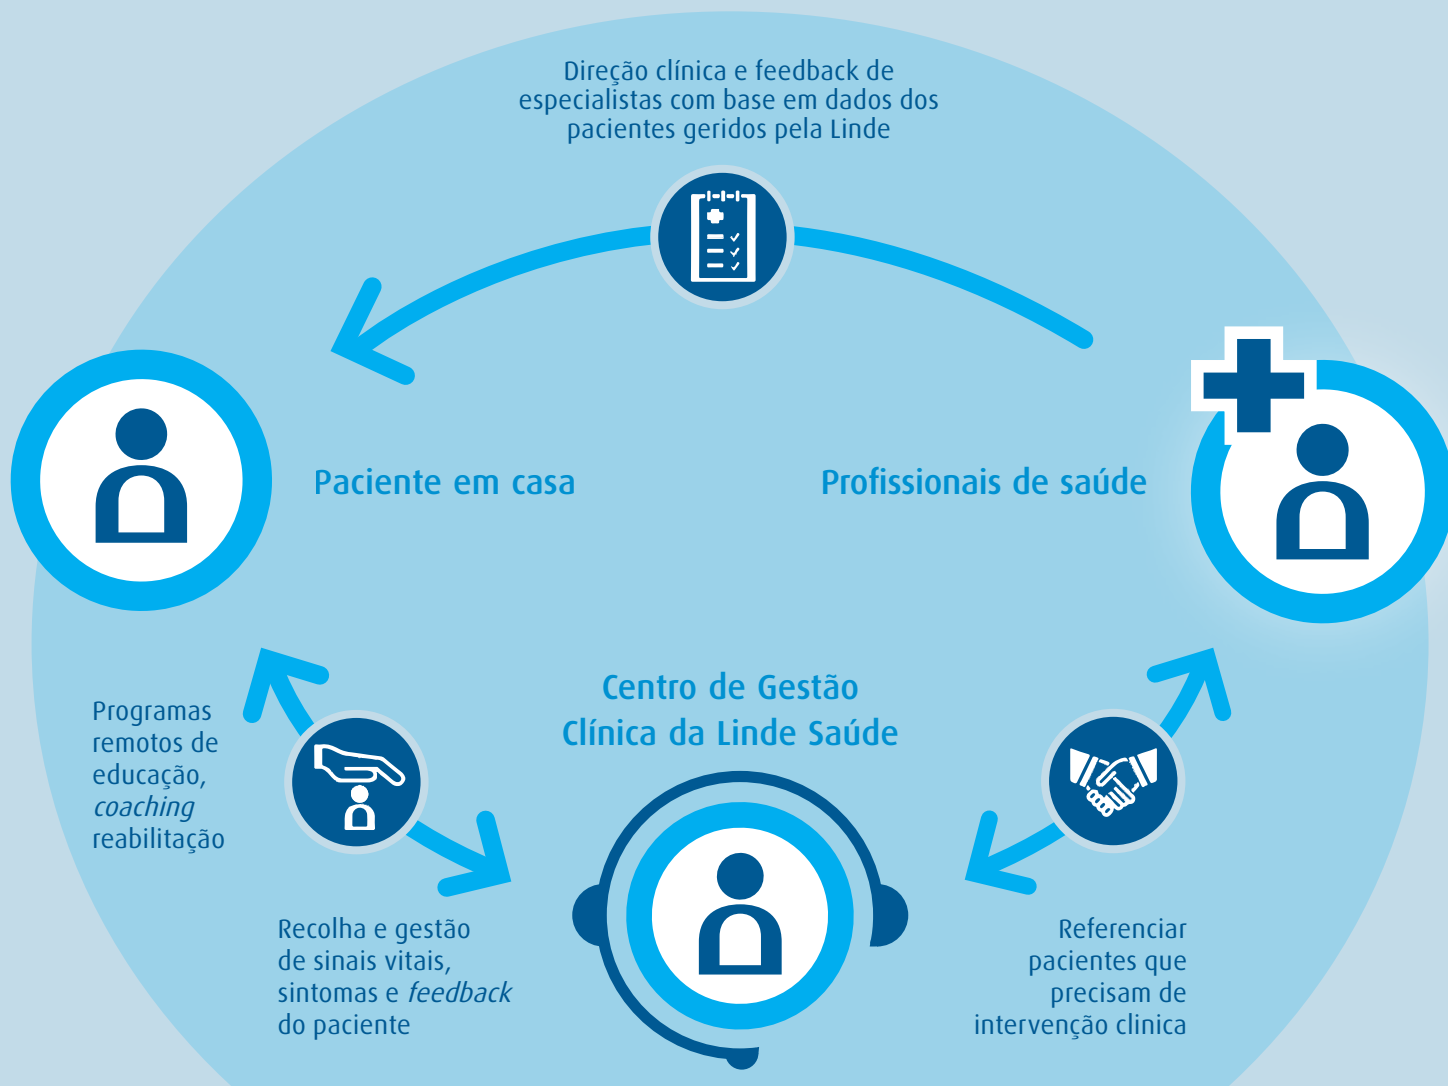 Direção clínica e feedback de
especialistas com base em dados dos
pacientes geridos pela Linde
Paciente em casa
Profissionais de saúde
Centro de Gestão
Clínica da Linde Saúde
Programas
remotos de
educação,
coaching
reabilitação
Recolha e gestão
de sinais vitais,
sintomas e feedback
do paciente
Referenciar
pacientes que
precisam de
intervenção clinica